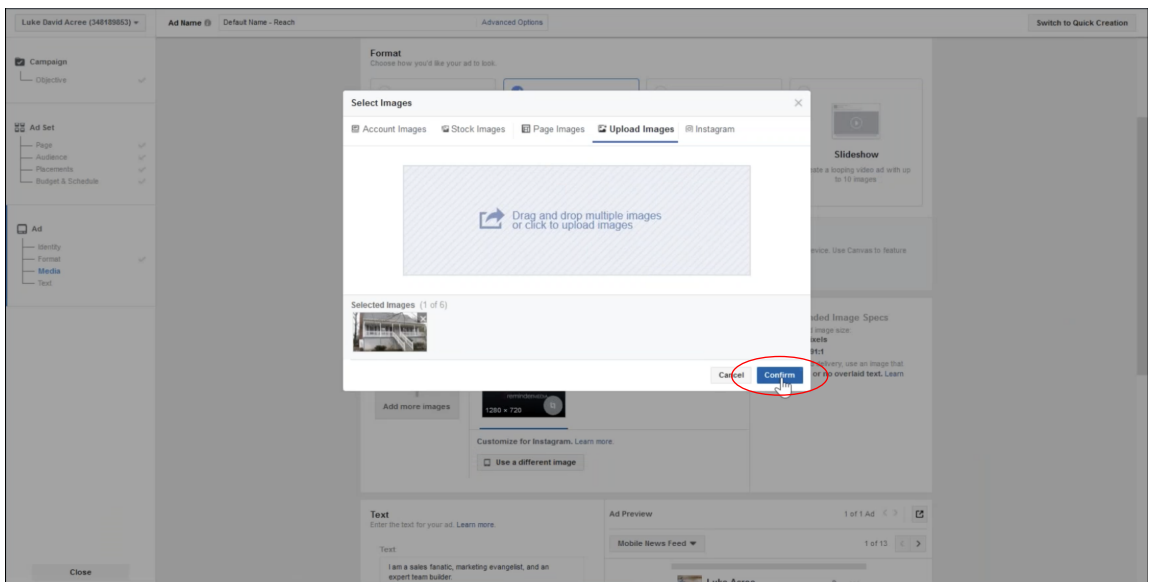 Luke David Acree (348189853)
Ad Name
Default Name - Reach
Advanced Options
Switch to Quick Creation
Campaign
Objective
Ad Set
Page
Audience
Placements
Budget & Schedule
Ad
Identity
Format
Media
Text
Close
Format
Choose how you'd like your ad to look.
Select Images
Account Images
Stock Images
Page Images
Upload Images
Instagram
Drag and drop multiple images
or click to upload images
Selected Images (1 of 6)
Cancel
Confirm
Slideshow
ate a looping video ad with up
to 10 images
evice. Use Canvas to feature
ded Image Specs
image size:
xels
91:1
delivery, use an image that
or no overlaid text. Learn
Add more images
1280 × 720
Customize for Instagram. Learn more.
Use a different image
Text
Enter the text for your ad. Learn more.
Text
I am a sales fanatic, marketing evangelist, and an
expert team builder.
Ad Preview
1 of 1 Ad
Mobile News Feed
1 of 13
Luke Acree